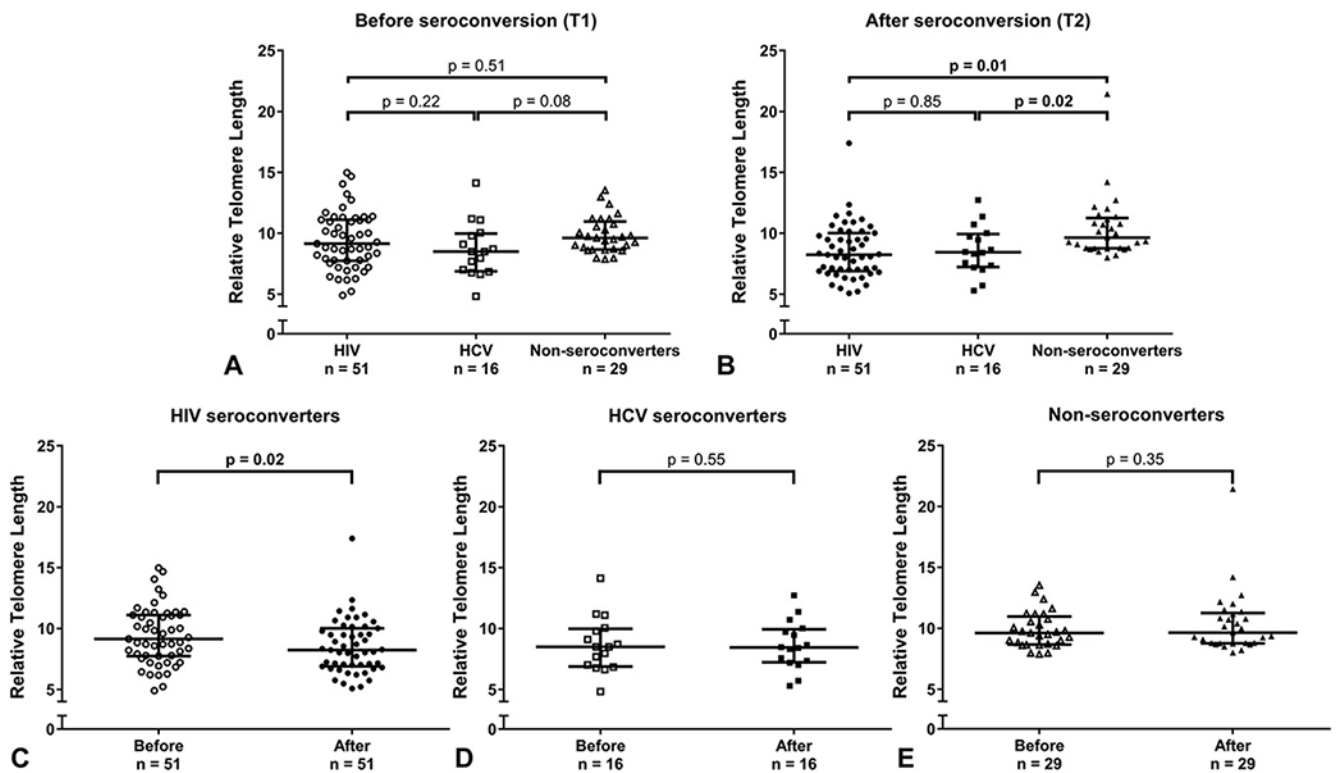 Before seroconversion (T1)
Relative Telomere Length
25
20
15
10
5
0
p = 0.51
p = 0.22
p = 0.08
HIV
n = 51
HCV
n = 16
Non-seroconverters
n = 29
A
After seroconversion (T2)
Relative Telomere Length
25
20
15
10
5
0
p = 0.01
p = 0.85
p = 0.02
HIV
n = 51
HCV
n = 16
Non-seroconverters
n = 29
B
HIV seroconverters
Relative Telomere Length
25
20
15
10
5
0
p = 0.02
Before
n = 51
After
n = 51
C
HCV seroconverters
Relative Telomere Length
25
20
15
10
5
0
p = 0.55
Before
n = 16
After
n = 16
D
Non-seroconverters
Relative Telomere Length
25
20
15
10
5
0
p = 0.35
Before
n = 29
After
n = 29
E